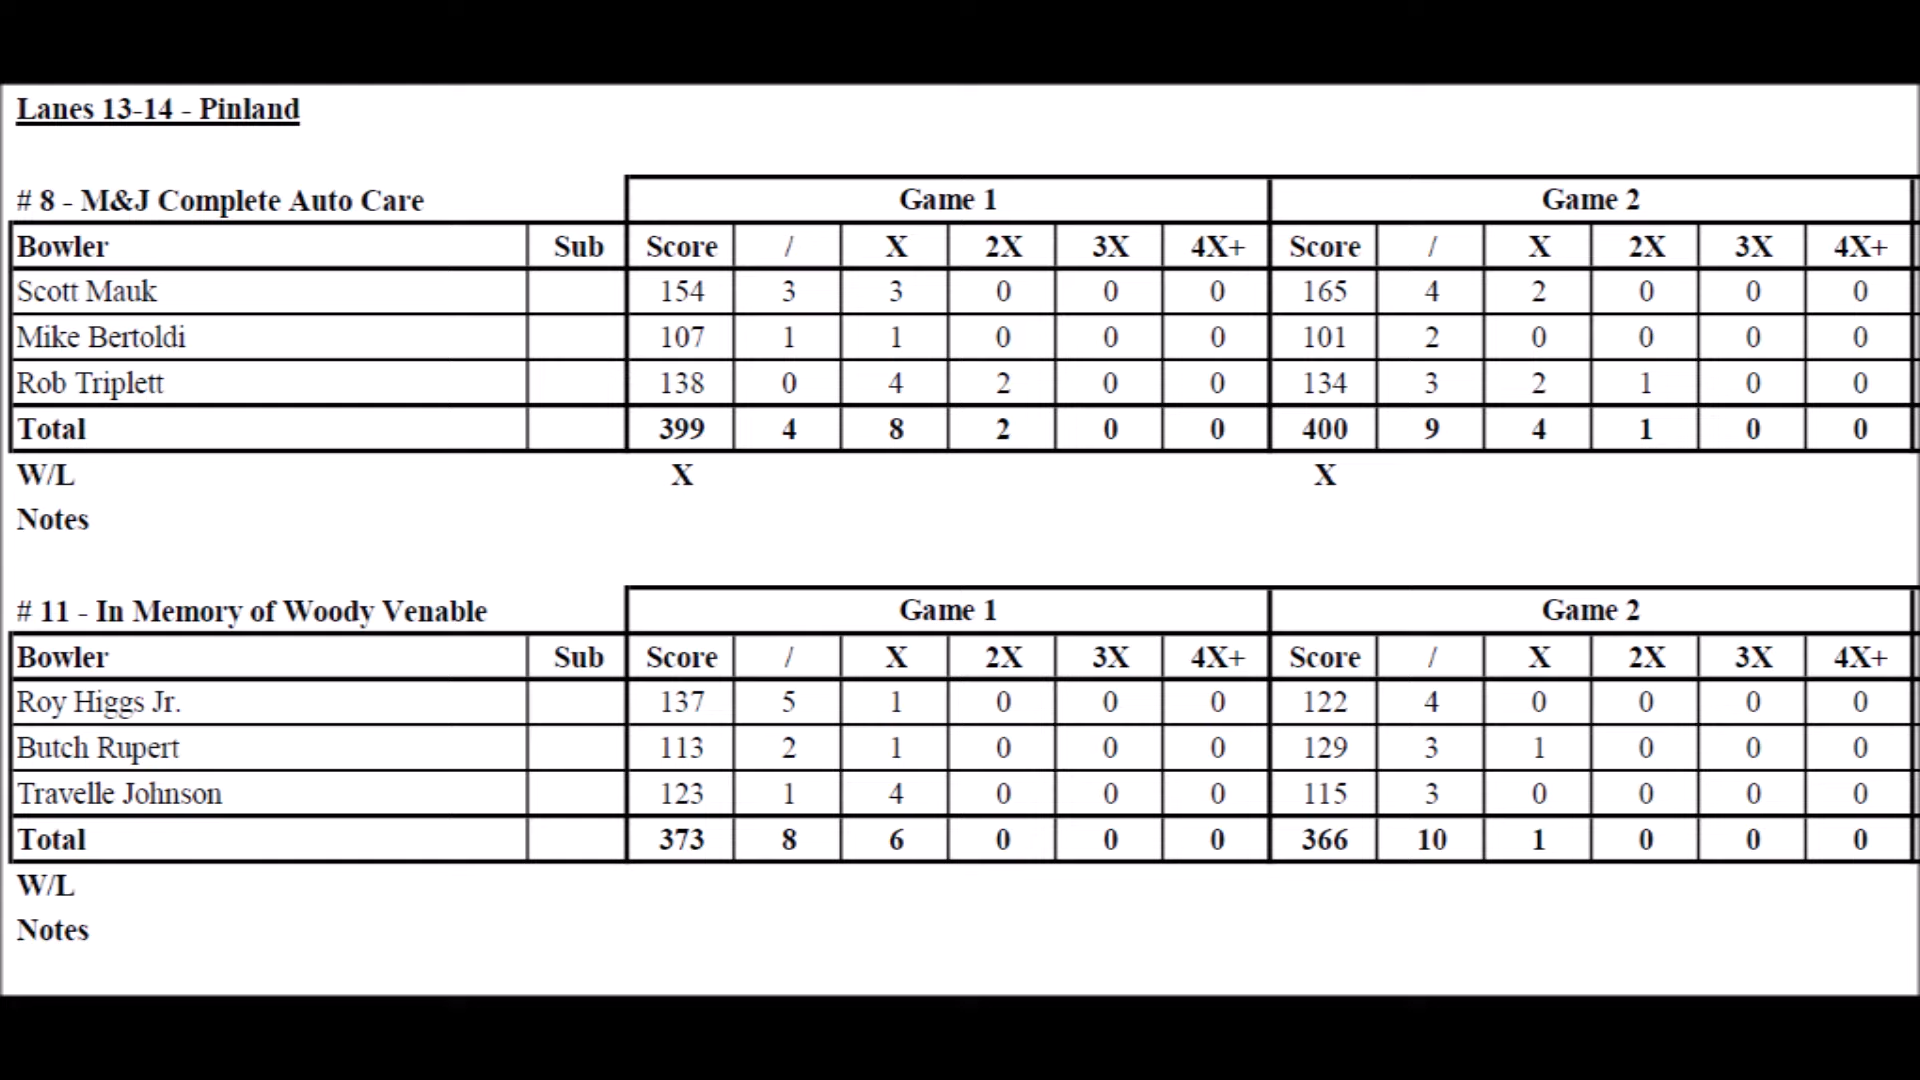 Lanes 13-14 - Pinland
# 8 - M&J Complete Auto Care Game 1 Game 2
Bowler Sub Score / X 2X 3X 4X+ Score / X 2X 3X 4X+
Scott Mauk 154 3 3 0 0 0 165 4 2 0 0 0
Mike Bertoldi 107 1 1 0 0 0 101 2 0 0 0 0
Rob Triplett 138 0 4 2 0 0 134 3 2 1 0 0
Total 399 4 8 2 0 0 400 9 4 1 0 0
W/L X X
Notes
# 11 - In Memory of Woody Venable Game 1 Game 2
Bowler Sub Score / X 2X 3X 4X+ Score / X 2X 3X 4X+
Roy Higgs Jr. 137 5 1 0 0 0 122 4 0 0 0 0
Butch Rupert 113 2 1 0 0 0 129 3 1 0 0 0
Travelle Johnson 123 1 4 0 0 0 115 3 0 0 0 0
Total 373 8 6 0 0 0 366 10 1 0 0 0
W/L
Notes